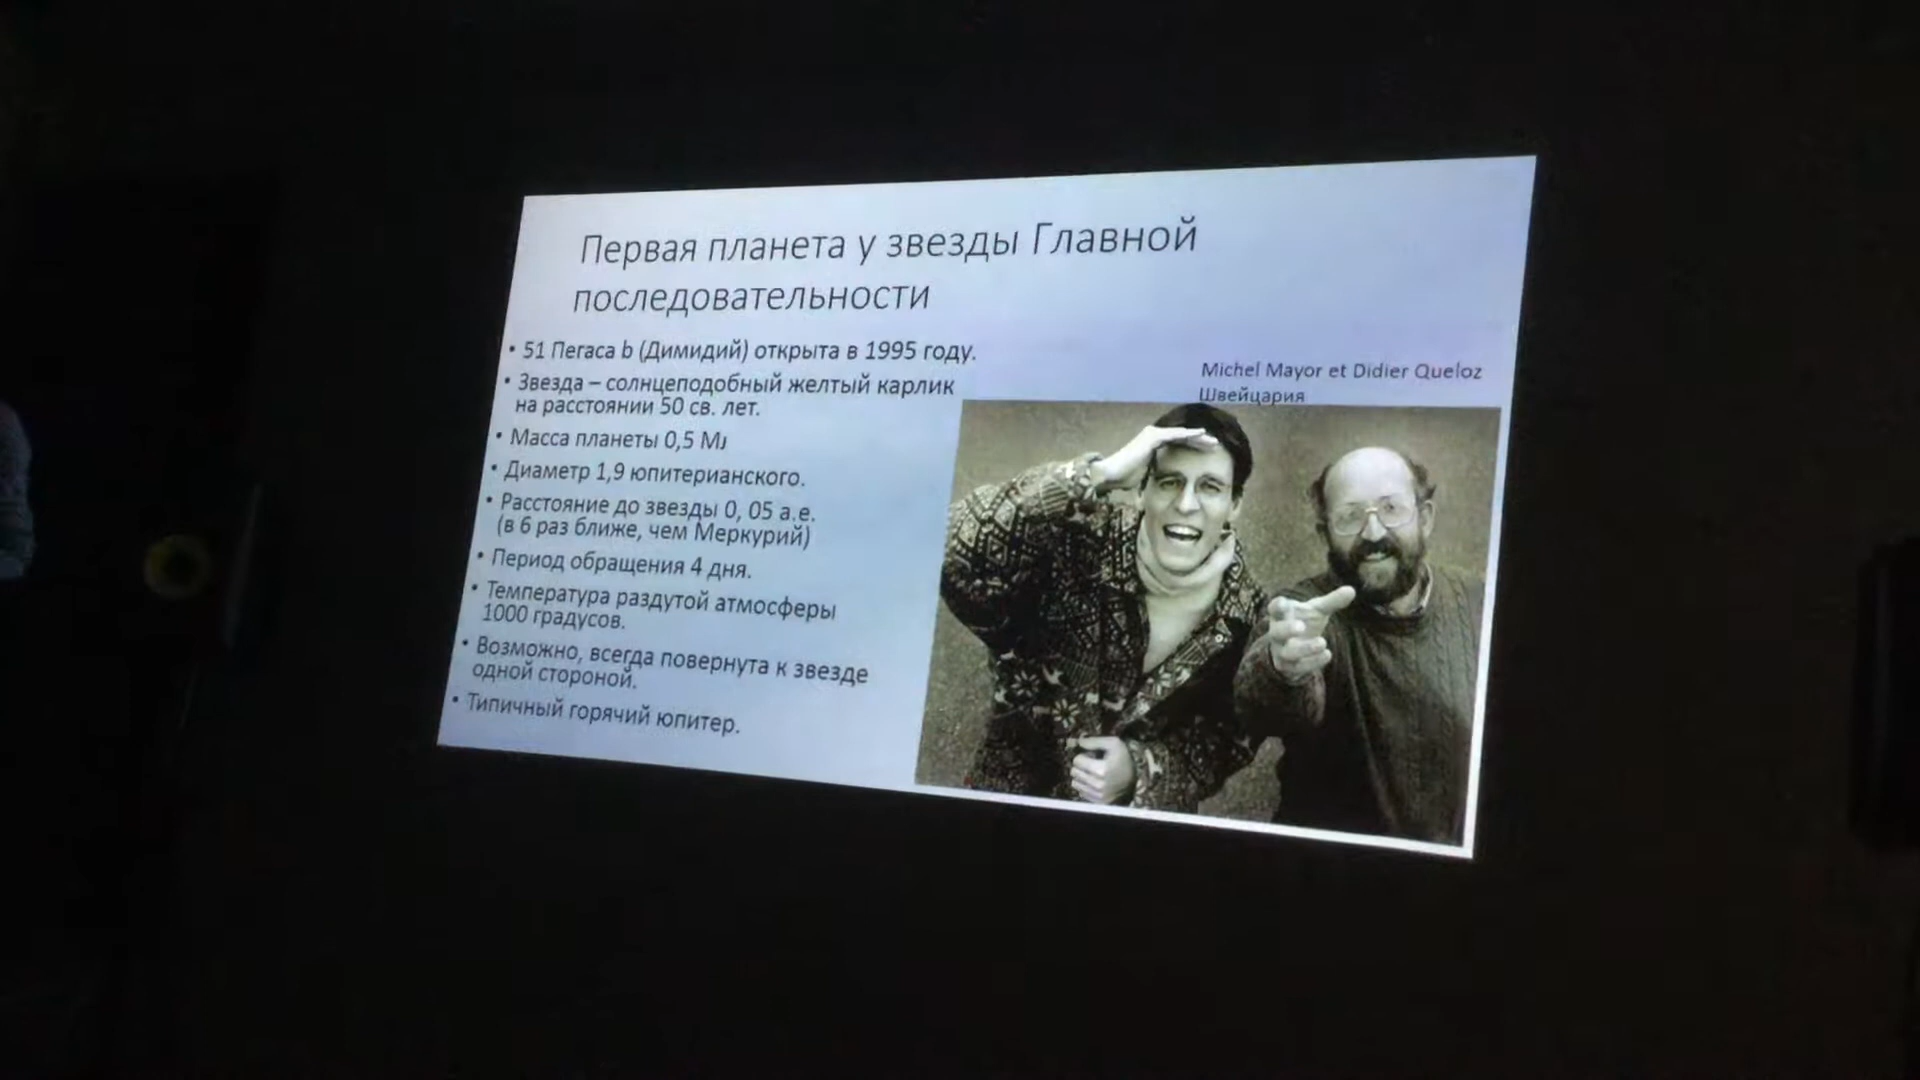 Первая планета у звезды Главной
последовательности
• 51 Пегаса b (Димидий) открыта в 1995 году.
• Звезда – солнцеподобный желтый карлик
на расстоянии 50 св. лет.
• Масса планеты 0,5 MJ
• Диаметр 1,9 юпитерианского.
• Расстояние до звезды 0, 05 а.е.
(в 6 раз ближе, чем Меркурий)
• Период обращения 4 дня.
• Температура раздутой атмосферы
1000 градусов.
• Возможно, всегда повернута к звезде
одной стороной.
• Типичный горячий юпитер.
Michel Mayor et Didier Queloz
Швейцария